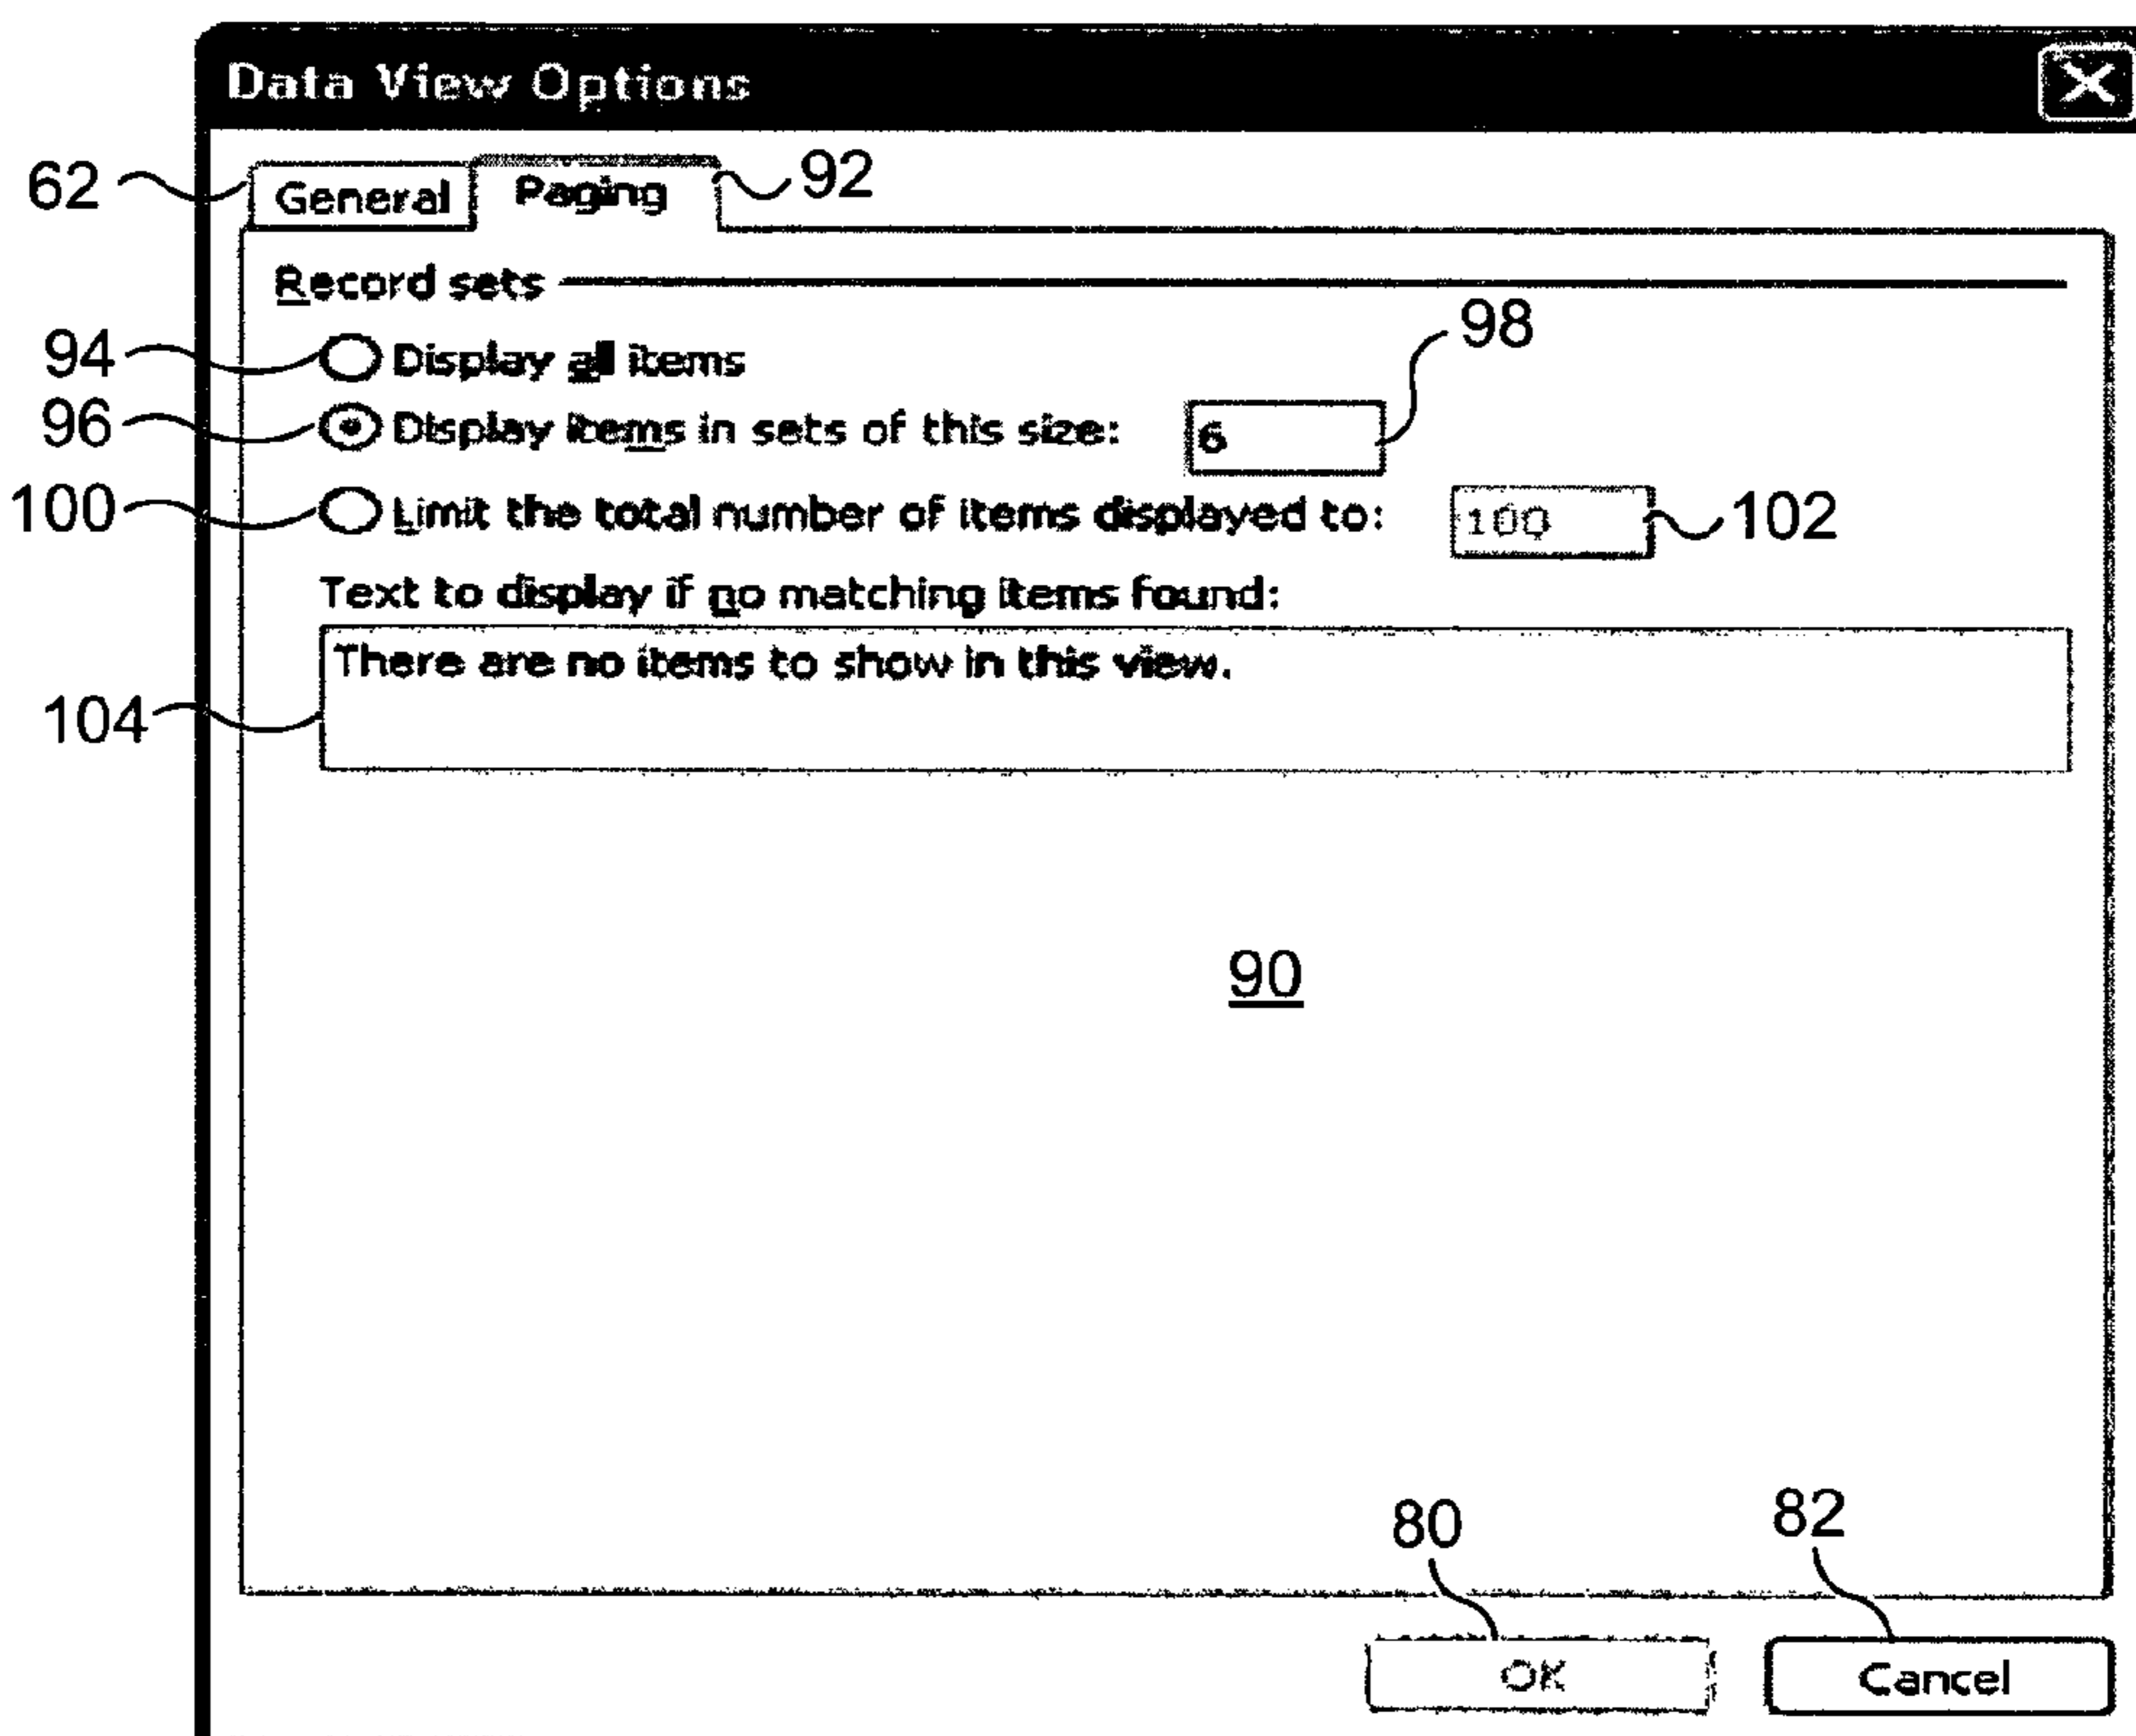 Data View Options
62 General Paging 92
Record sets
98
94 Display all items
96 Display items in sets of this size: 6
100 Limit the total number of items displayed to: 100 102
Text to display if no matching items found:
There are no items to show in this view.
104
90
80 82
OK Cancel